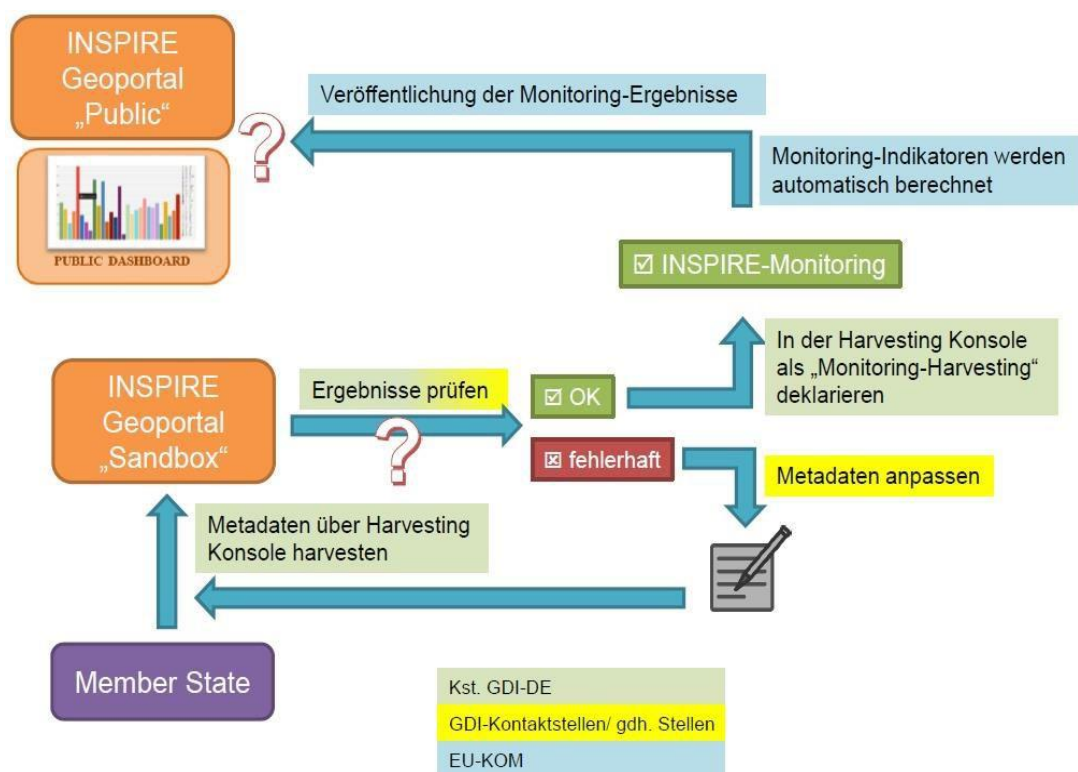 INSPIRE
Geoportal
„Public“
Veröffentlichung der Monitoring-Ergebnisse
Monitoring-Indikatoren werden
automatisch berechnet
PUBLIC DASHBOARD
☑ INSPIRE-Monitoring
INSPIRE
Geoportal
„Sandbox“
Ergebnisse prüfen
☑ OK
☒ fehlerhaft
In der Harvesting Konsole
als „Monitoring-Harvesting“
deklarieren
Metadaten anpassen
Metadaten über Harvesting
Konsole harvesten
Member State
Kst. GDI-DE
GDI-Kontaktstellen/ gdh. Stellen
EU-KOM